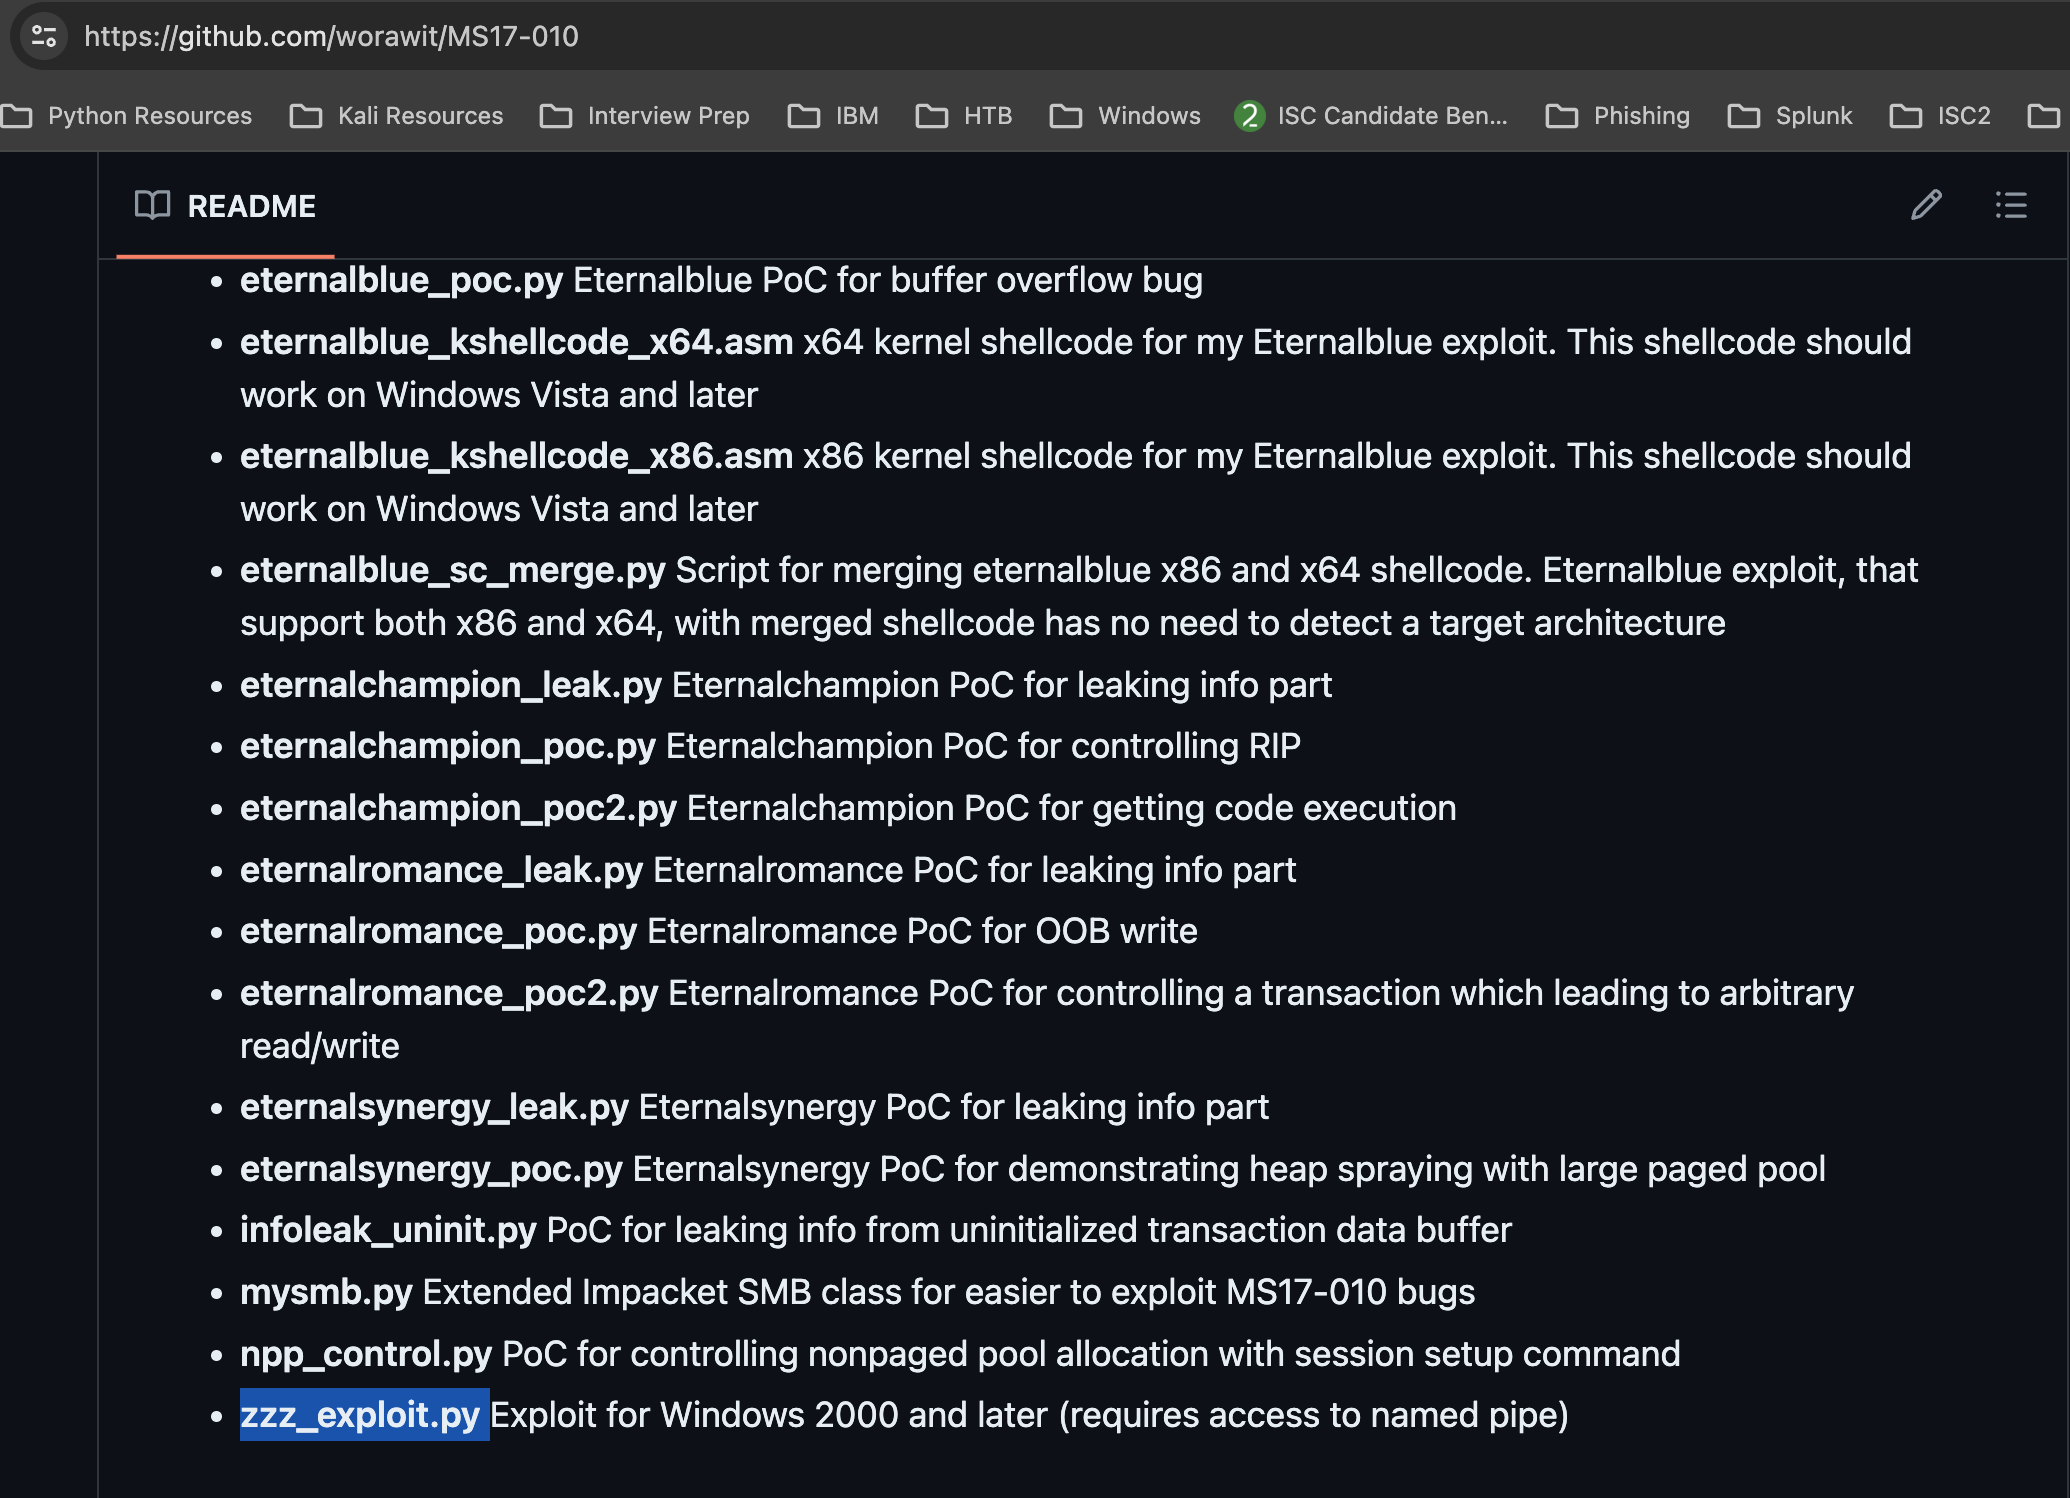 https://github.com/worawit/MS17-010
Python Resources Kali Resources Interview Prep IBM HTB Windows 2 ISC Candidate Ben... Phishing Splunk ISC2
README
• eternalblue_poc.py Eternalblue PoC for buffer overflow bug
• eternalblue_kshellcode_x64.asm x64 kernel shellcode for my Eternalblue exploit. This shellcode should
work on Windows Vista and later
• eternalblue_kshellcode_x86.asm x86 kernel shellcode for my Eternalblue exploit. This shellcode should
work on Windows Vista and later
• eternalblue_sc_merge.py Script for merging eternalblue x86 and x64 shellcode. Eternalblue exploit, that
support both x86 and x64, with merged shellcode has no need to detect a target architecture
• eternalchampion_leak.py Eternalchampion PoC for leaking info part
• eternalchampion_poc.py Eternalchampion PoC for controlling RIP
• eternalchampion_poc2.py Eternalchampion PoC for getting code execution
• eternalromance_leak.py Eternalromance PoC for leaking info part
• eternalromance_poc.py Eternalromance PoC for OOB write
• eternalromance_poc2.py Eternalromance PoC for controlling a transaction which leading to arbitrary
read/write
• eternalsynergy_leak.py Eternalsynergy PoC for leaking info part
• eternalsynergy_poc.py Eternalsynergy PoC for demonstrating heap spraying with large paged pool
• infoleak_uninit.py PoC for leaking info from uninitialized transaction data buffer
• mysmb.py Extended Impacket SMB class for easier to exploit MS17-010 bugs
• npp_control.py PoC for controlling nonpaged pool allocation with session setup command
• zzz_exploit.py Exploit for Windows 2000 and later (requires access to named pipe)